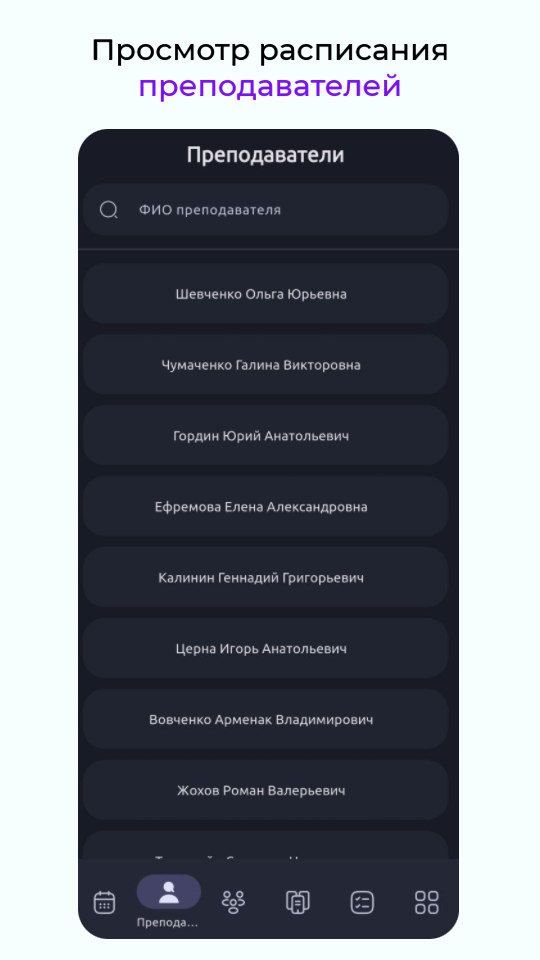 Просмотр расписания
преподавателей
Преподаватели
ФИО преподавателя
Шевченко Ольга Юрьевна
Чумаченко Галина Викторовна
Гордин Юрий Анатольевич
Ефремова Елена Александровна
Калинин Геннадий Григорьевич
Церна Игорь Анатольевич
Вовченко Арменак Владимирович
Жохов Роман Валерьевич
Препода...